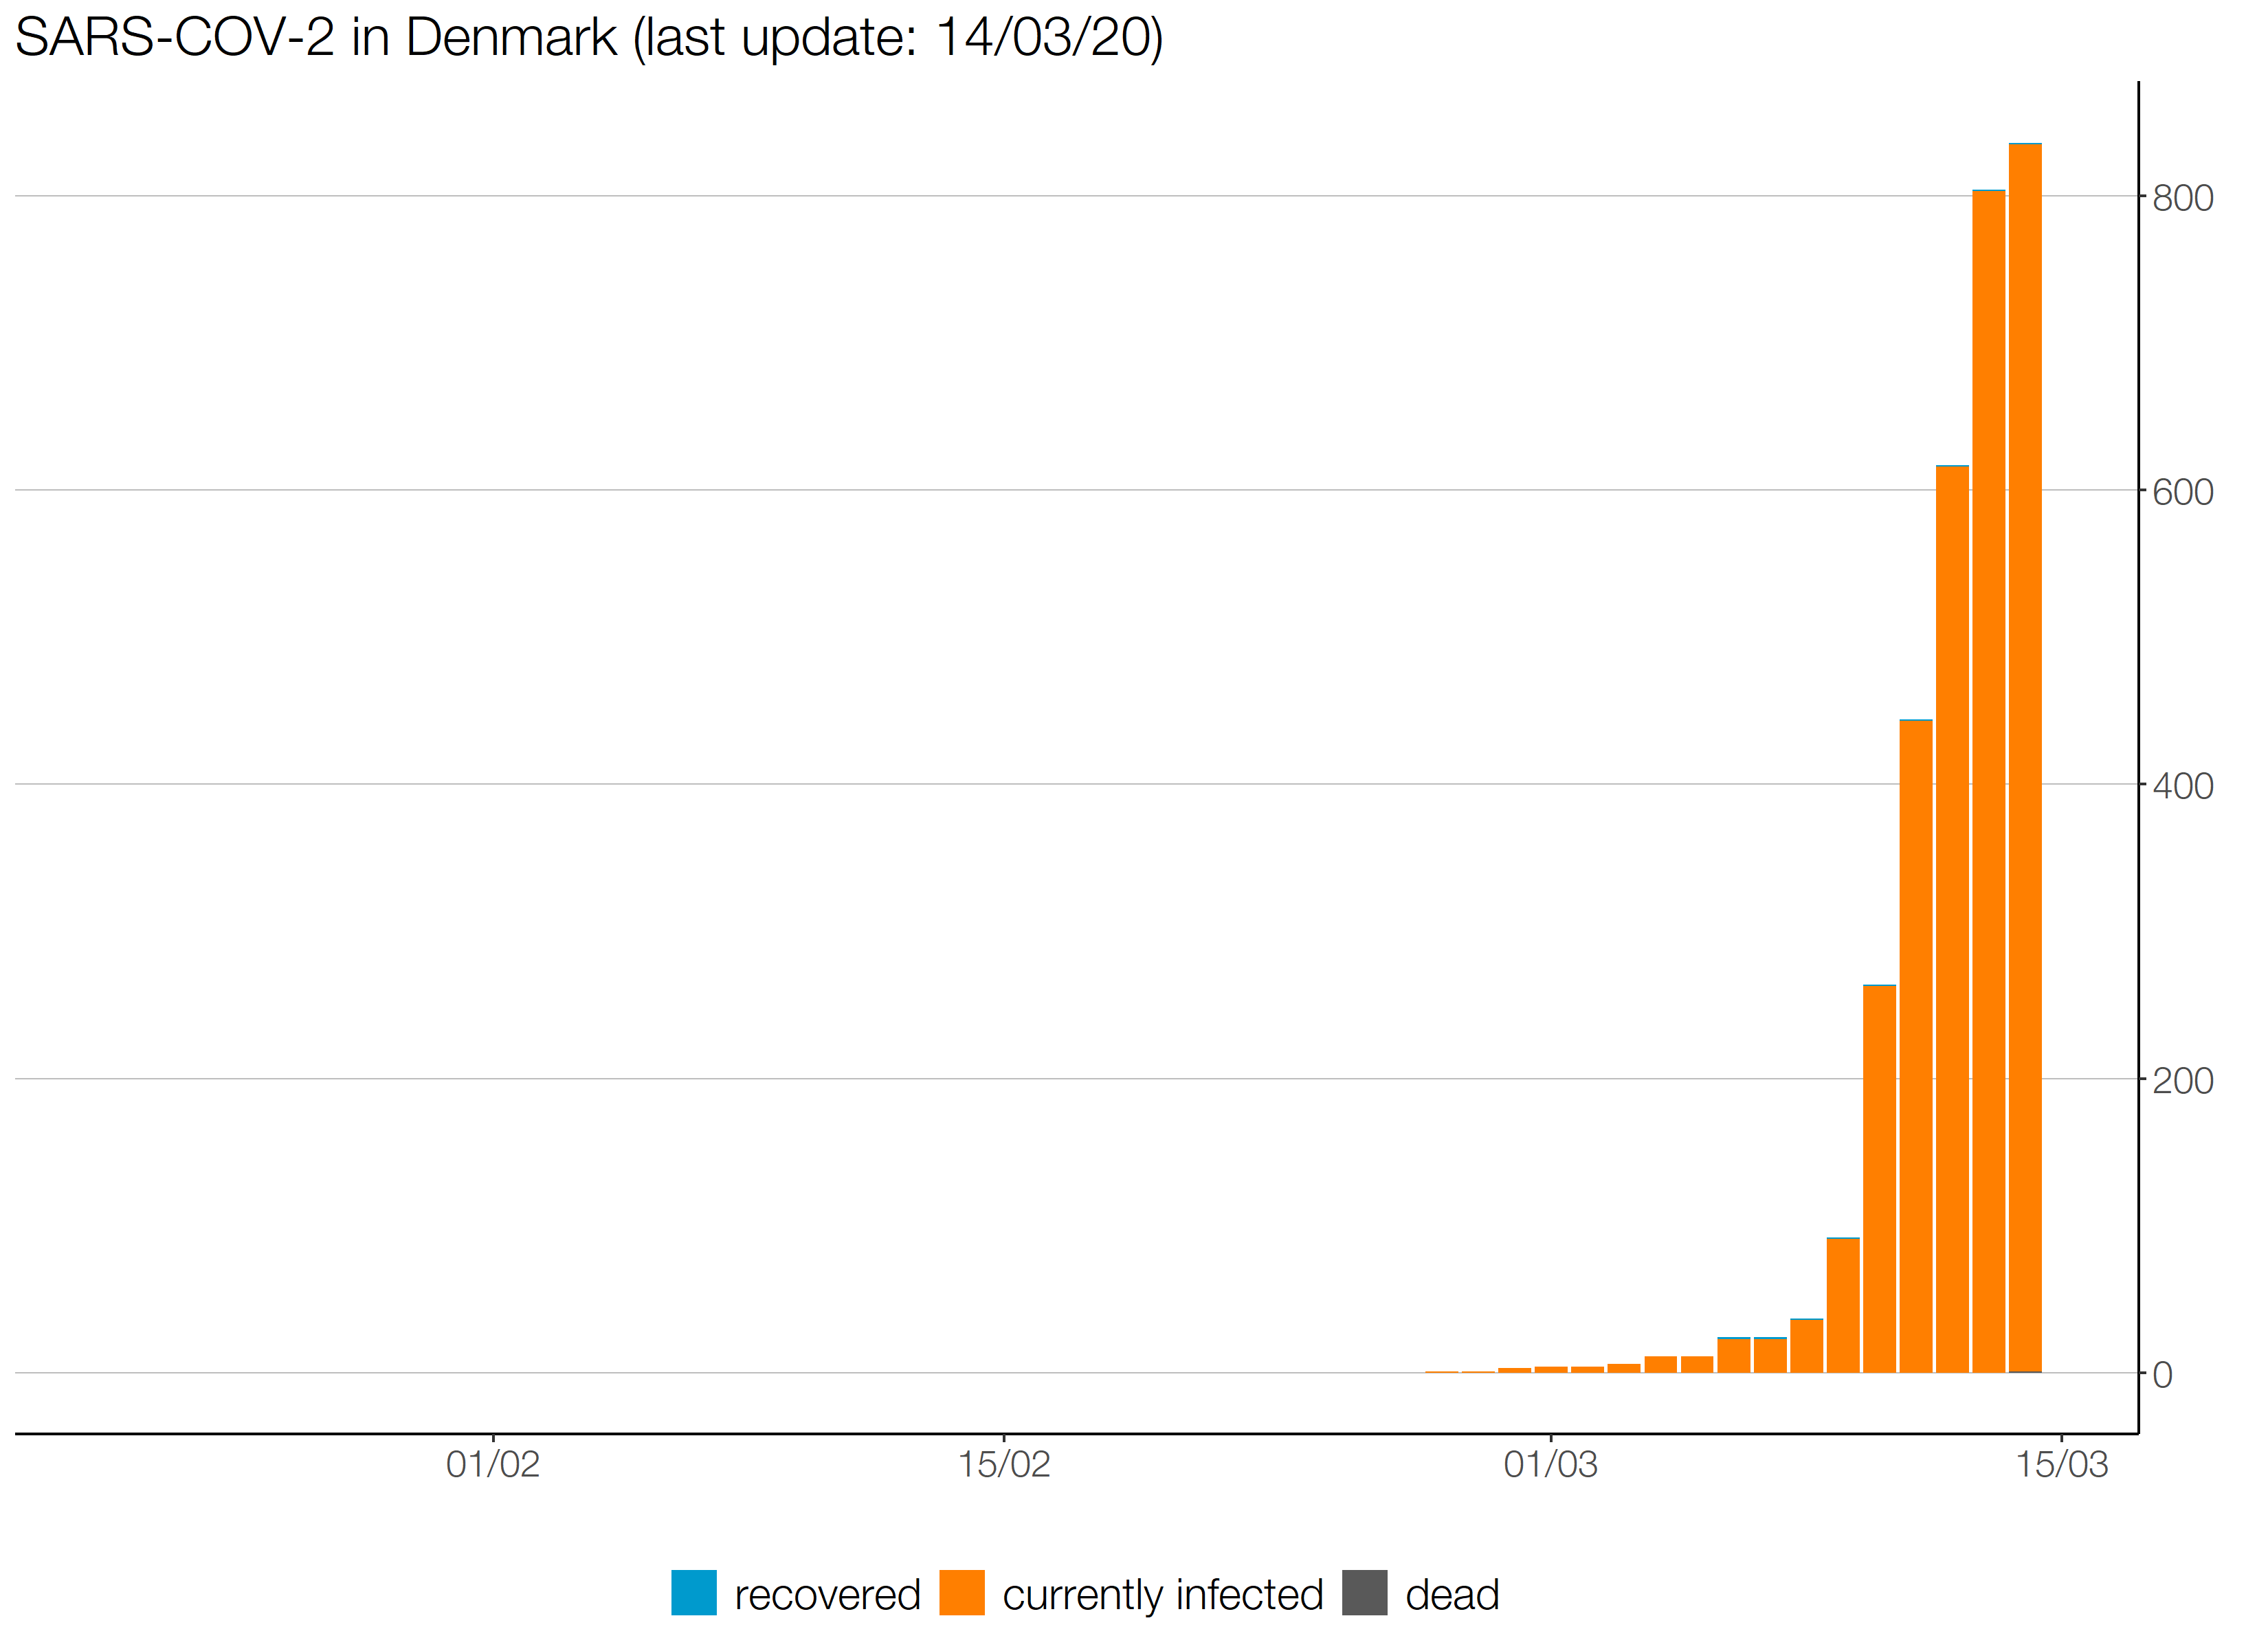 SARS-COV-2 in Denmark (last update: 14/03/20)
800
600
400
200
0
01/02 15/02 01/03 15/03
recovered currently infected dead